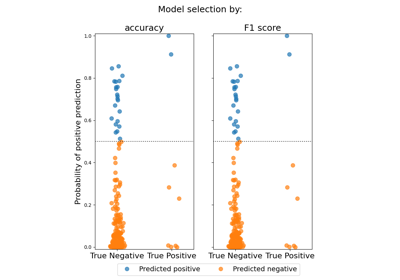 Model selection by:
accuracy
F1 score
Probability of positive prediction
1.0
0.8
0.6
0.4
0.2
0.0
True Negative True Positive True Negative True Positive
Predicted positive Predicted negative